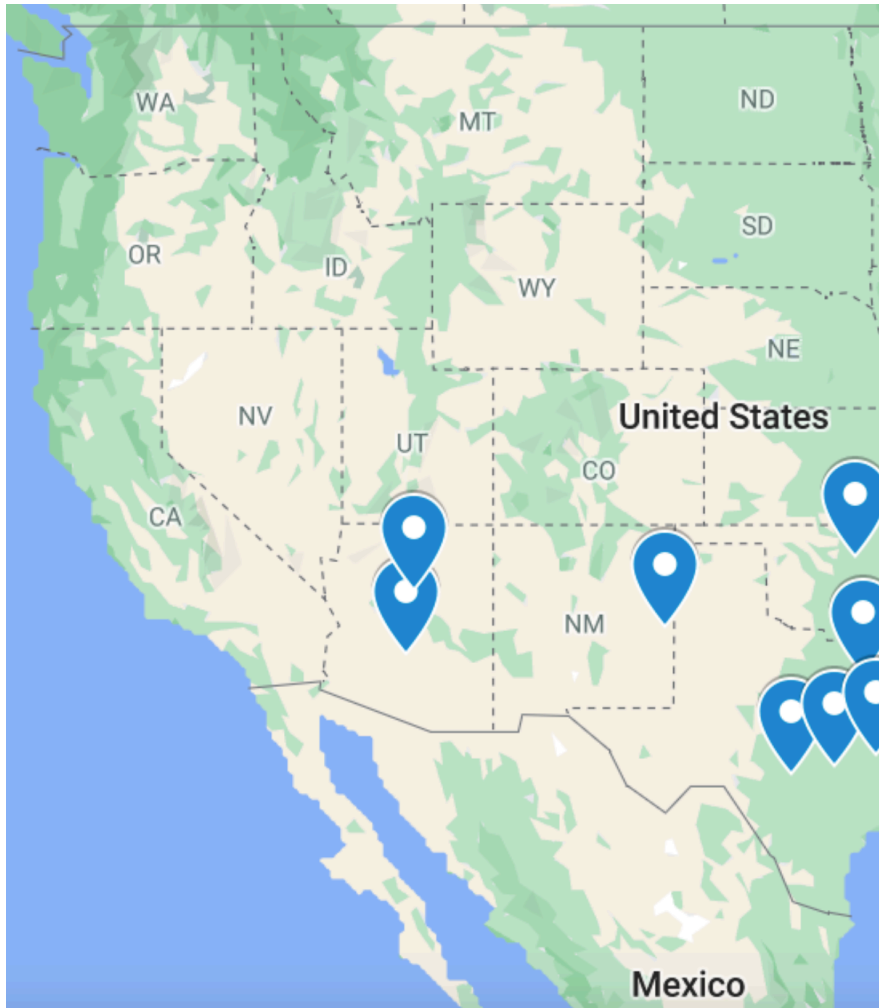 WA
MT
ND
OR
ID
SD
WY
NE
NV
UT
CO
United States
CA
NM
Mexico